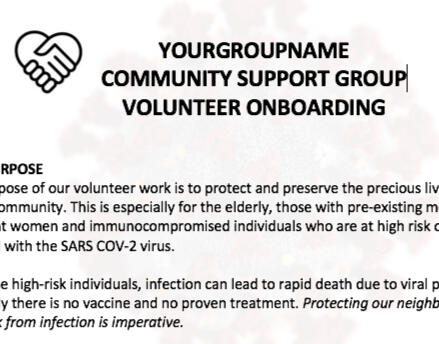 YOURGROUPNAME
COMMUNITY SUPPORT GROUP
VOLUNTEER ONBOARDING
RPOSE
pose of our volunteer work is to protect and preserve the precious liv
ommunity. This is especially for the elderly, those with pre-existing m
t women and immunocompromised individuals who are at high risk o
d with the SARS COV-2 virus.
e high-risk individuals, infection can lead to rapid death due to viral p
ly there is no vaccine and no proven treatment. Protecting our neighb
k from infection is imperative.